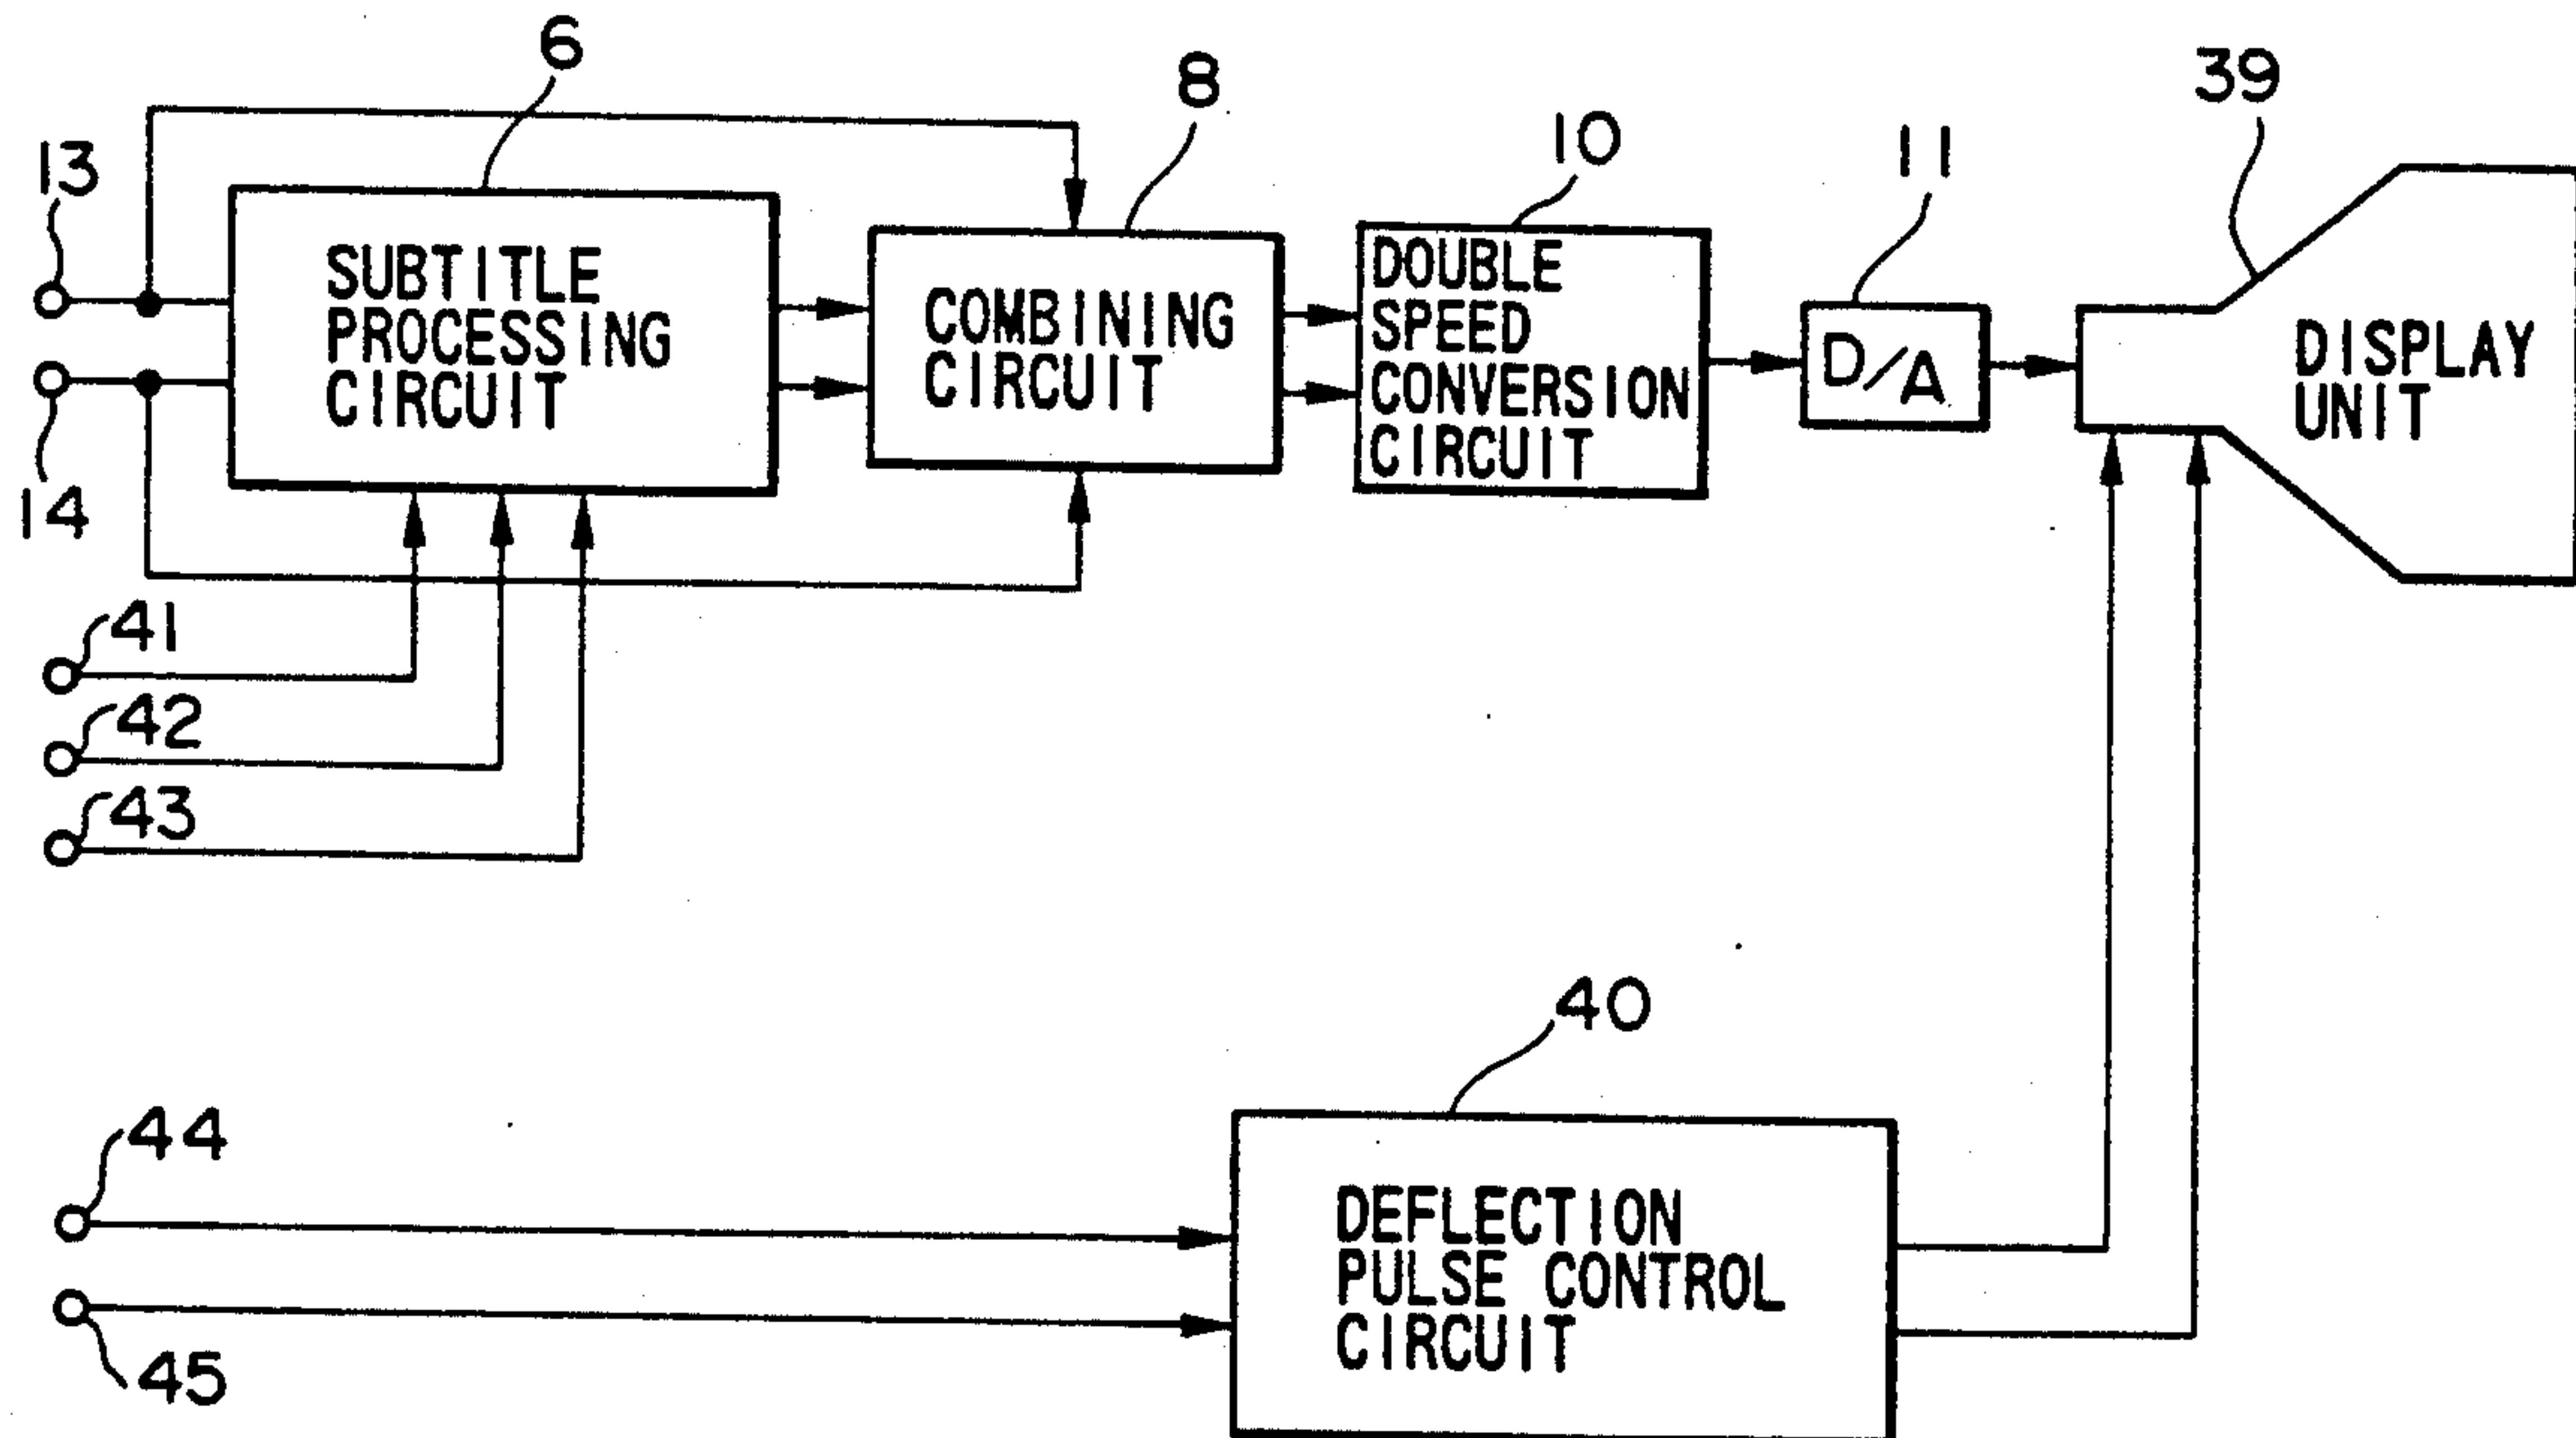 6
8
39
10
11
13
SUBTITLE
PROCESSING
CIRCUIT
COMBINING
CIRCUIT
DOUBLE
SPEED
CONVERSION
CIRCUIT
D/A
DISPLAY
UNIT
14
41
42
43
40
44
45
DEFLECTION
PULSE CONTROL
CIRCUIT